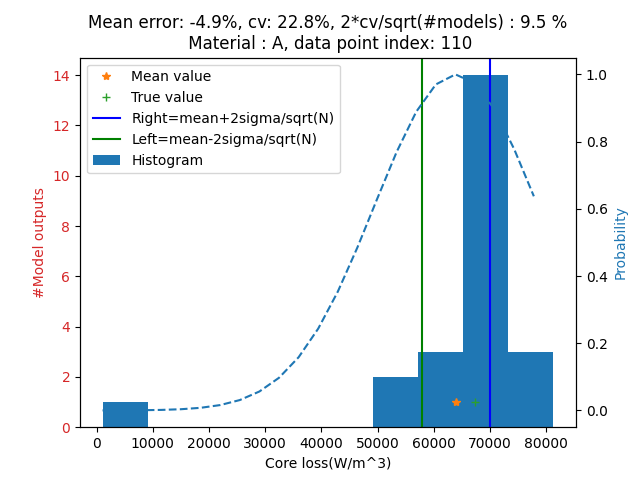 Mean error: -4.9%, cv: 22.8%, 2*cv/sqrt(#models) : 9.5 %
Material : A, data point index: 110
Mean value
True value
Right=mean+2sigma/sqrt(N)
Left=mean-2sigma/sqrt(N)
Histogram
14
12
10
8
6
4
2
0
#Model outputs
1.0
0.8
0.6
0.4
0.2
0.0
Probability
0 10000 20000 30000 40000 50000 60000 70000 80000
Core loss(W/m^3)